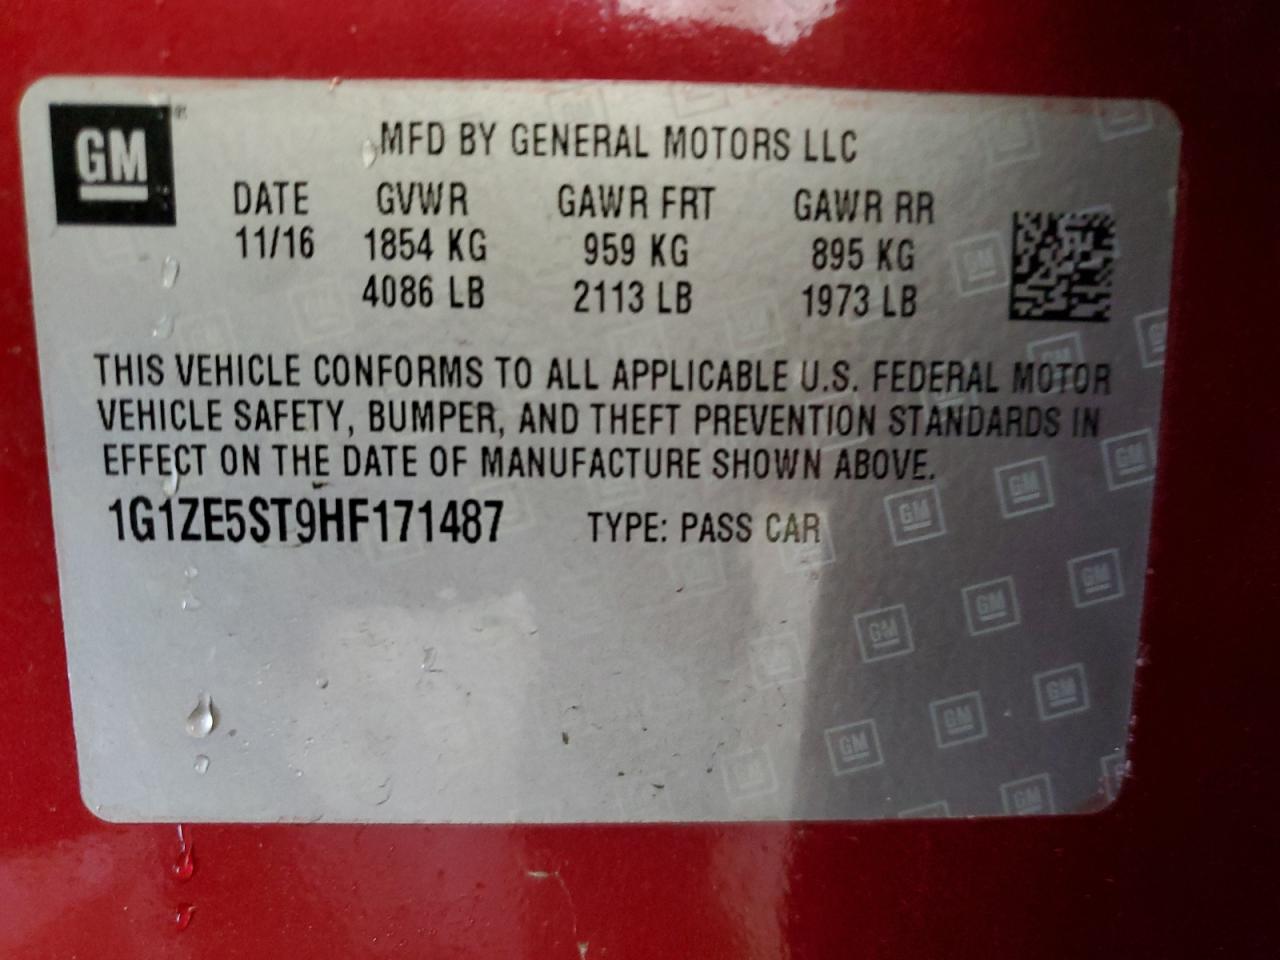 GM
MFD BY GENERAL MOTORS LLC
DATE GVWR GAWR FRT GAWR RR
11/16 1854 KG 959 KG 895 KG
4086 LB 2113 LB 1973 LB
THIS VEHICLE CONFORMS TO ALL APPLICABLE U.S. FEDERAL MOTOR
VEHICLE SAFETY, BUMPER, AND THEFT PREVENTION STANDARDS IN
EFFECT ON THE DATE OF MANUFACTURE SHOWN ABOVE.
1G1ZE5ST9HF171487 TYPE: PASS CAR